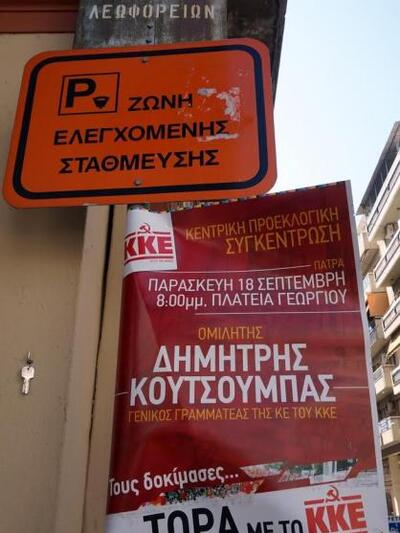 ΛΕΩΦΟΡΕΙΩΝ
P ΖΩΝΗ
ΕΛΕΓΧΟΜΕΝΗΣ
ΣΤΑΘΜΕΥΣΗΣ
ΚΚΕ
ΚΕΝΤΡΙΚΗ ΠΡΟΕΚΛΟΓΙΚΗ
ΣΥΓΚΕΝΤΡΩΣΗ
ΠΑΤΡΑ
ΠΑΡΑΣΚΕΥΗ 18 ΣΕΠΤΕΜΒΡΗ
8:00μμ, ΠΛΑΤΕΙΑ ΓΕΩΡΓΙΟΥ
ΟΜΙΛΗΤΗΣ
ΔΗΜΗΤΡΗΣ
ΚΟΥΤΣΟΥΜΠΑΣ
ΓΕΝΙΚΟΣ ΓΡΑΜΜΑΤΕΑΣ ΤΗΣ ΚΕ ΤΟΥ ΚΚΕ
Τους δοκίμασες...
ΤΩΡΑ ΜΕ ΤΟ ΚΚΕ